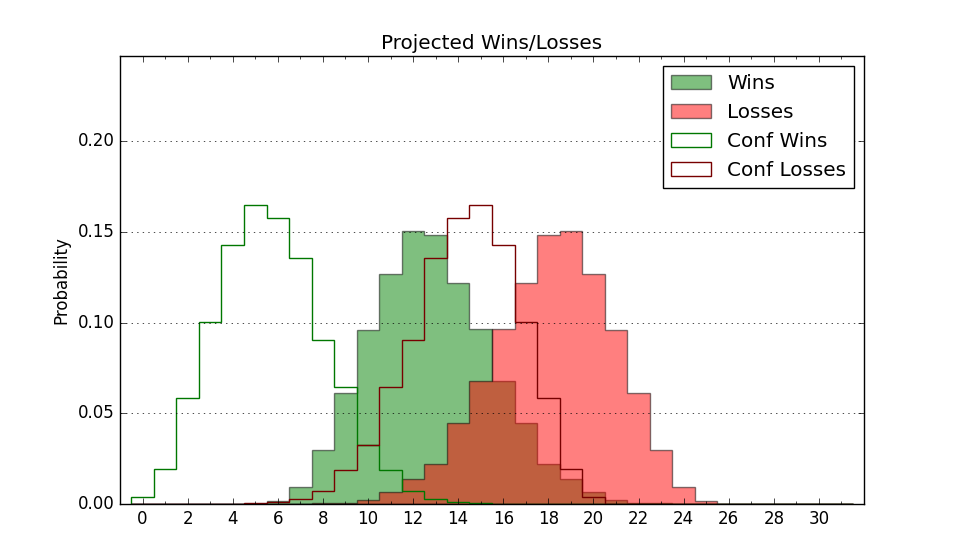 Projected Wins/Losses
Wins
Losses
Conf Wins
Conf Losses
Probability
0.20
0.15
0.10
0.05
0.00
0 2 4 6 8 10 12 14 16 18 20 22 24 26 28 30